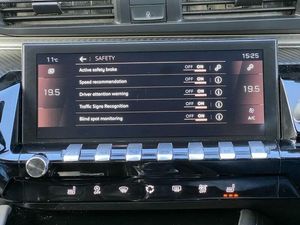 11°c
← SAFETY
15:25
Active safety brake OFF ON
Speed recommendation OFF ON
19.5
Driver attention warning OFF ON
19.5
Traffic Signs Recognition OFF ON
Blind spot monitoring OFF ON
A/C